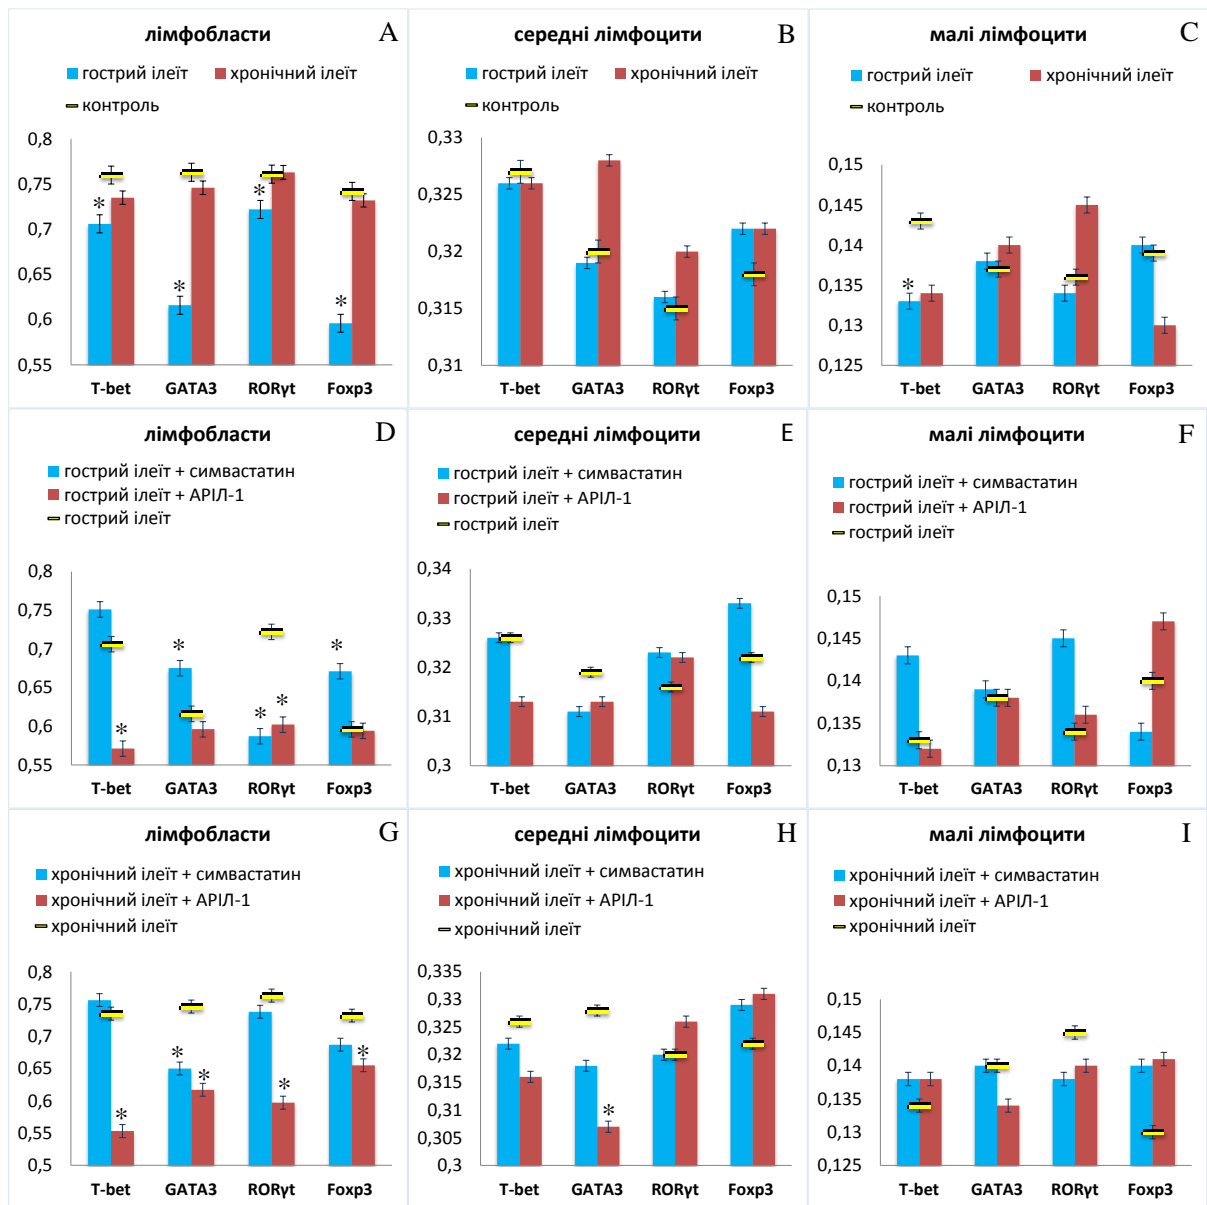 лімфобласти A
гострий ілеїт хронічний ілеїт
контроль
0,8
0,75
0,7
0,65
0,6
0,55
* * * *
T-bet GATA3 RORγt Foxp3
середні лімфоцити B
гострий ілеїт хронічний ілеїт
контроль
0,33
0,325
0,32
0,315
0,31
T-bet GATA3 RORγt Foxp3
малі лімфоцити C
гострий ілеїт хронічний ілеїт
контроль
0,15
0,145
0,14
0,135
0,13
0,125
*
T-bet GATA3 RORγt Foxp3
лімфобласти D
гострий ілеїт + симвастатин
гострий ілеїт + АРІЛ-1
гострий ілеїт
0,8
0,75
0,7
0,65
0,6
0,55
* * * * *
T-bet GATA3 RORγt Foxp3
середні лімфоцити E
гострий ілеїт + симвастатин
гострий ілеїт + АРІЛ-1
гострий ілеїт
0,34
0,33
0,32
0,31
0,3
T-bet GATA3 RORγt Foxp3
малі лімфоцити F
гострий ілеїт + симвастатин
гострий ілеїт + АРІЛ-1
гострий ілеїт
0,15
0,145
0,14
0,135
0,13
T-bet GATA3 RORγt Foxp3
лімфобласти G
хронічний ілеїт + симвастатин
хронічний ілеїт + АРІЛ-1
хронічний ілеїт
0,8
0,75
0,7
0,65
0,6
0,55
0,5
* * * * *
T-bet GATA3 RORγt Foxp3
середні лімфоцити H
хронічний ілеїт + симвастатин
хронічний ілеїт + АРІЛ-1
хронічний ілеїт
0,335
0,33
0,325
0,32
0,315
0,31
0,305
0,3
*
T-bet GATA3 RORγt Foxp3
малі лімфоцити I
хронічний ілеїт + симвастатин
хронічний ілеїт + АРІЛ-1
хронічний ілеїт
0,15
0,145
0,14
0,135
0,13
0,125
T-bet GATA3 RORγt Foxp3